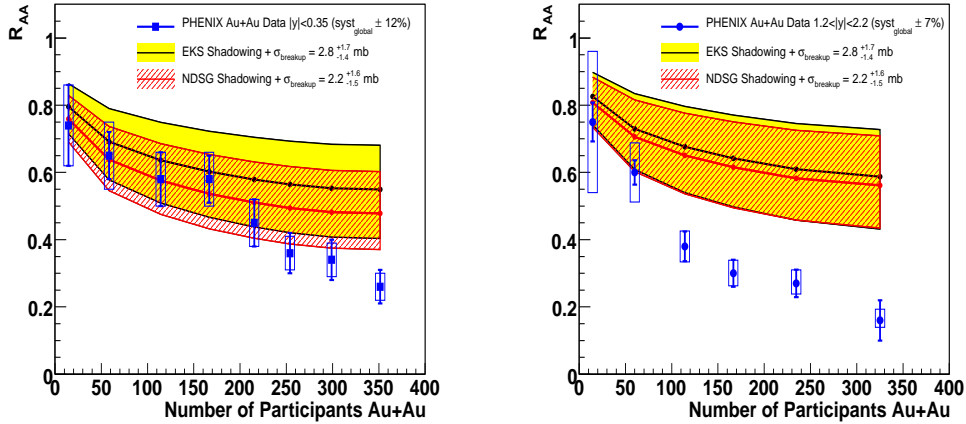 R_AA
PHENIX Au+Au Data |y|<0.35 (syst_global ± 12%)
EKS Shadowing + σ_breakup = 2.8 +1.7 -1.4 mb
NDSG Shadowing + σ_breakup = 2.2 +1.6 -1.5 mb
1
0.8
0.6
0.4
0.2
0
0 50 100 150 200 250 300 350 400
Number of Participants Au+Au
R_AA
PHENIX Au+Au Data 1.2<|y|<2.2 (syst_global ± 7%)
EKS Shadowing + σ_breakup = 2.8 +1.7 -1.4 mb
NDSG Shadowing + σ_breakup = 2.2 +1.6 -1.5 mb
1
0.8
0.6
0.4
0.2
0
0 50 100 150 200 250 300 350 400
Number of Participants Au+Au